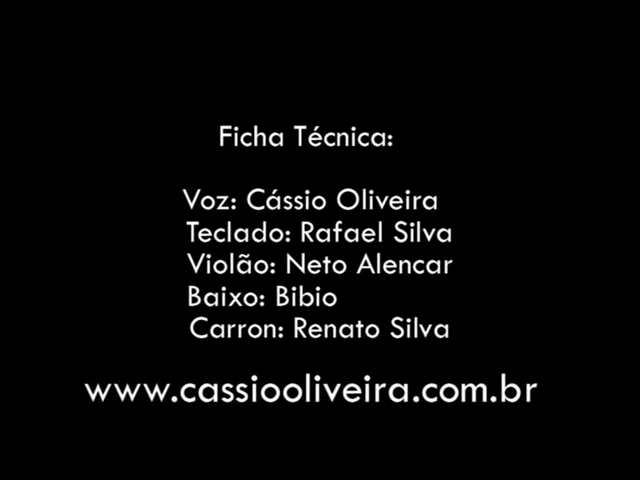 Ficha Técnica:
Voz: Cássio Oliveira
Teclado: Rafael Silva
Violão: Neto Alencar
Baixo: Bibio
Carron: Renato Silva
www.cassiooliveira.com.br